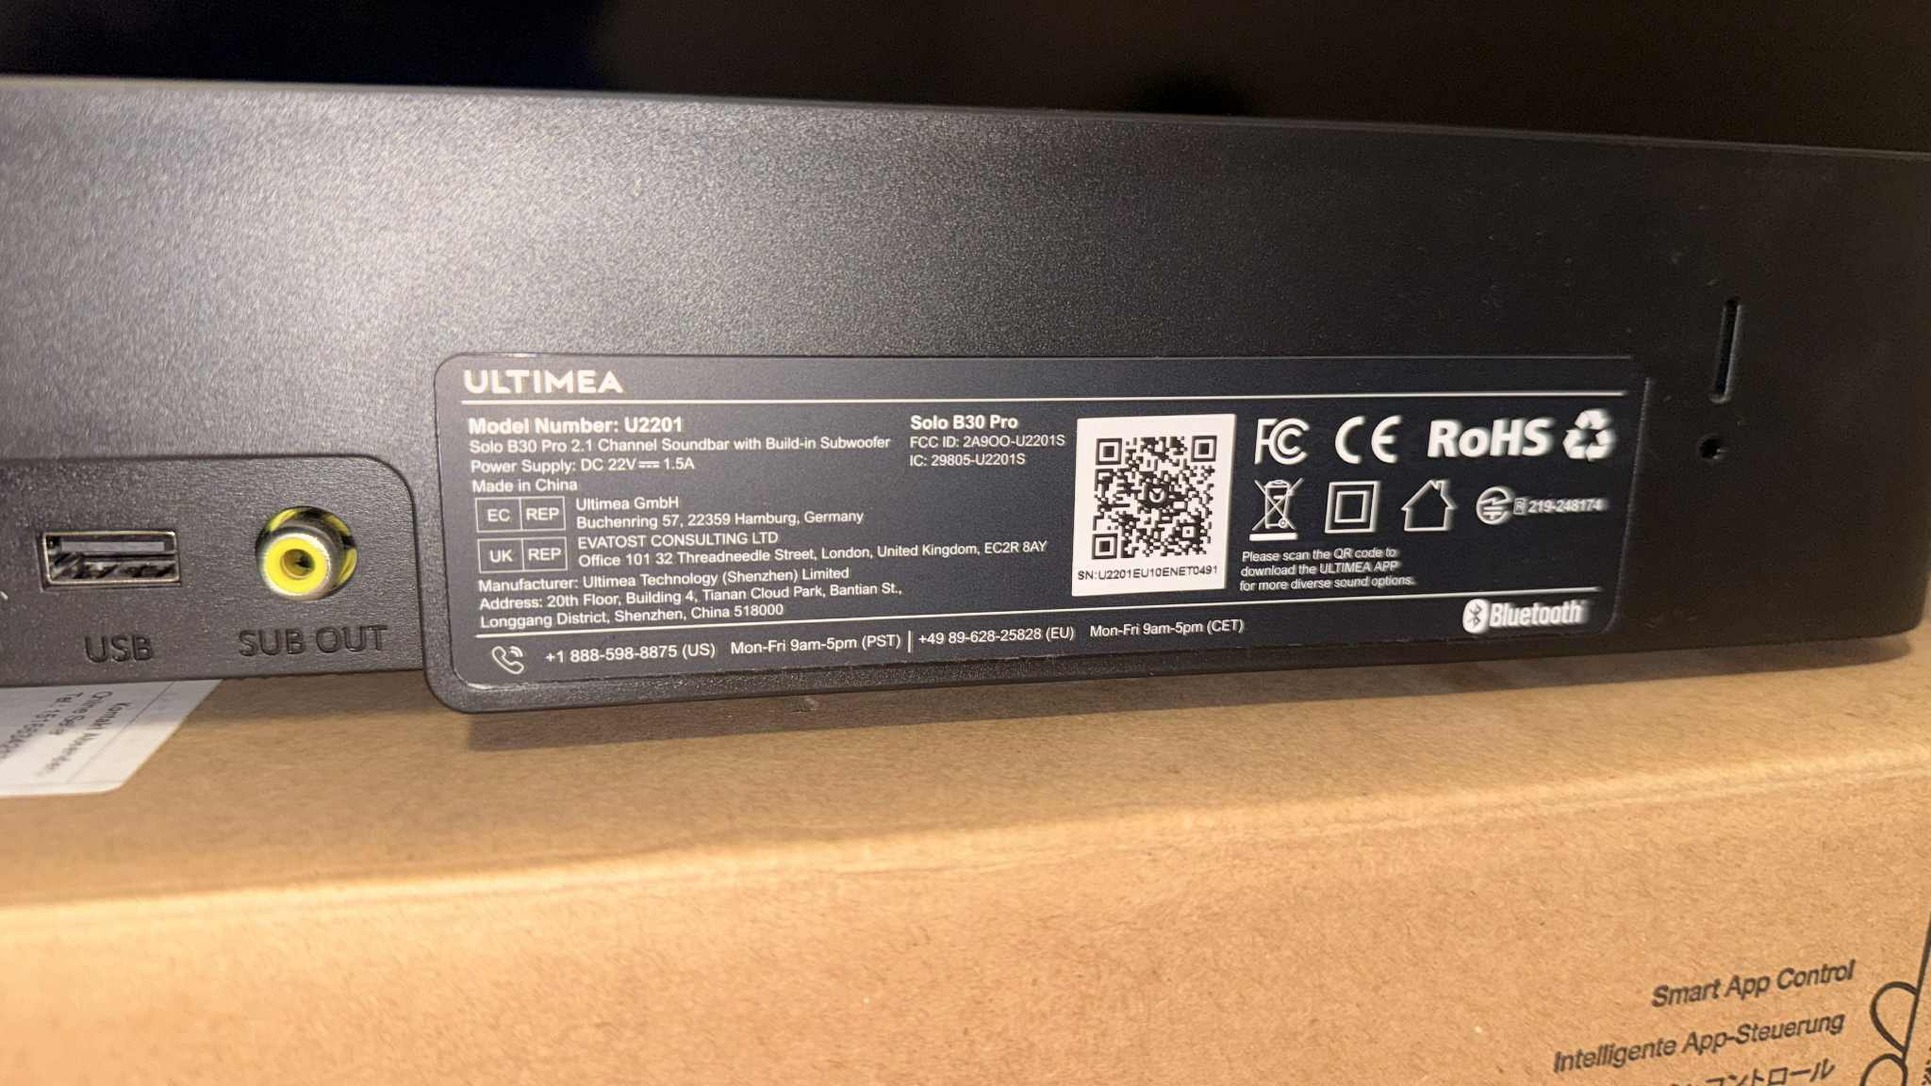 ULTIMEA
Model Number: U2201
Solo B30 Pro 2.1 Channel Soundbar with Build-in Subwoofer
Power Supply: DC 22V⎓1.5A
Made in China
EC REP
Ultimea GmbH
Buchenring 57, 22359 Hamburg, Germany
UK REP
EVATOST CONSULTING LTD
Office 101 32 Threadneedle Street, London, United Kingdom, EC2R 8AY
Manufacturer: Ultimea Technology (Shenzhen) Limited
Address: 20th Floor, Building 4, Tianan Cloud Park, Bantian St.,
Longgang District, Shenzhen, China 518000
Solo B30 Pro
FCC ID: 2A9OO-U2201S
IC: 29805-U2201S
SN:U2201EU10ENET0491
FC CE RoHS
R 219-248174
Please scan the QR code to
download the ULTIMEA APP
for more diverse sound options.
+1 888-598-8875 (US) Mon-Fri 9am-5pm (PST) | +49 89-628-25828 (EU) Mon-Fri 9am-5pm (CET)
Bluetooth
USB
SUB OUT
Smart App Control
Intelligente App-Steuerung
コントロール